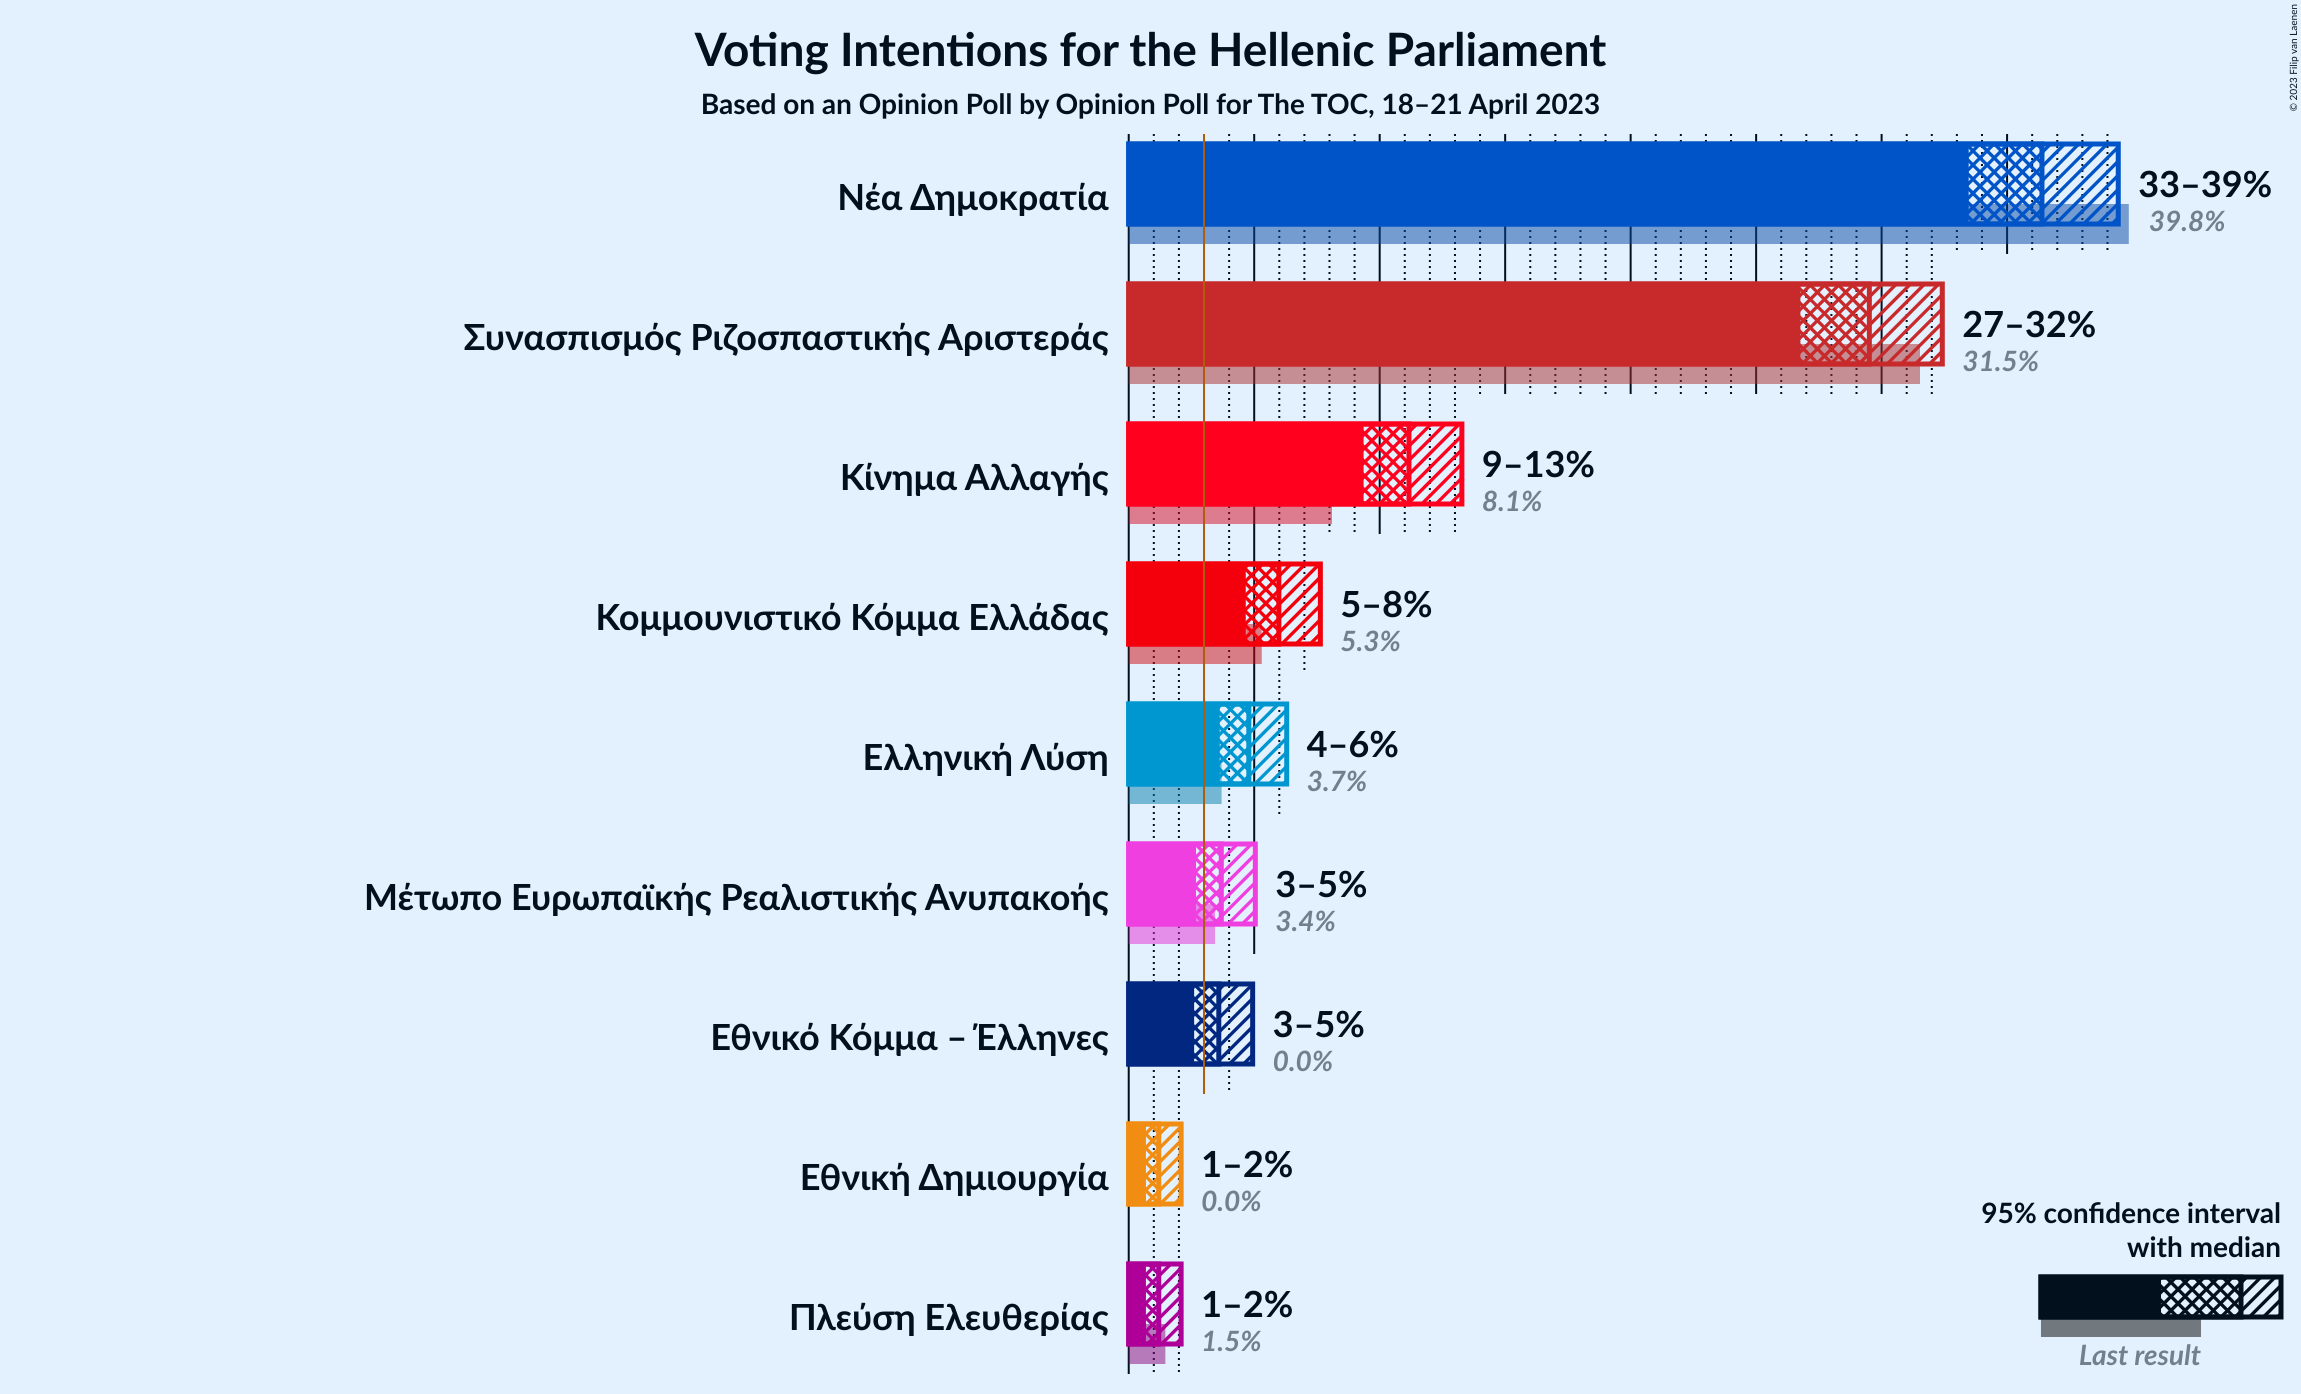 © 2023 Filip van Laenen
Voting Intentions for the Hellenic Parliament
Based on an Opinion Poll by Opinion Poll for The TOC, 18–21 April 2023
Νέα Δημοκρατία
33–39%
39.8%
Συνασπισμός Ριζοσπαστικής Αριστεράς
27–32%
31.5%
Κίνημα Αλλαγής
9–13%
8.1%
Κομμουνιστικό Κόμμα Ελλάδας
5–8%
5.3%
Ελληνική Λύση
4–6%
3.7%
Μέτωπο Ευρωπαϊκής Ρεαλιστικής Ανυπακοής
3–5%
3.4%
Εθνικό Κόμμα – Έλληνες
3–5%
0.0%
Εθνική Δημιουργία
1–2%
0.0%
Πλεύση Ελευθερίας
1–2%
1.5%
95% confidence interval
with median
Last result